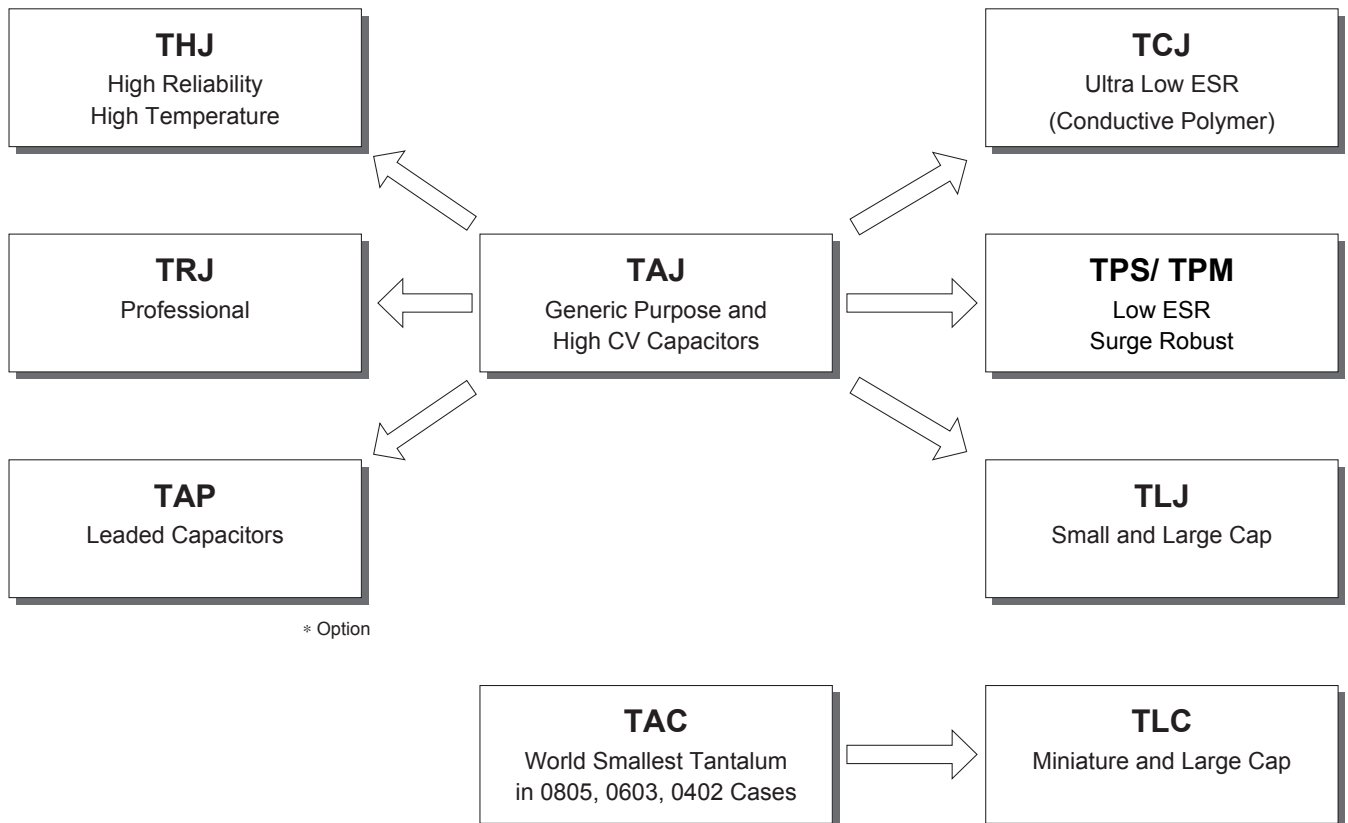 THJ
High Reliability
High Temperature
TCJ
Ultra Low ESR
(Conductive Polymer)
TRJ
Professional
TAJ
Generic Purpose and
High CV Capacitors
TPS/ TPM
Low ESR
Surge Robust
TAP
Leaded Capacitors
TLJ
Small and Large Cap
* Option
TAC
World Smallest Tantalum
in 0805, 0603, 0402 Cases
TLC
Miniature and Large Cap